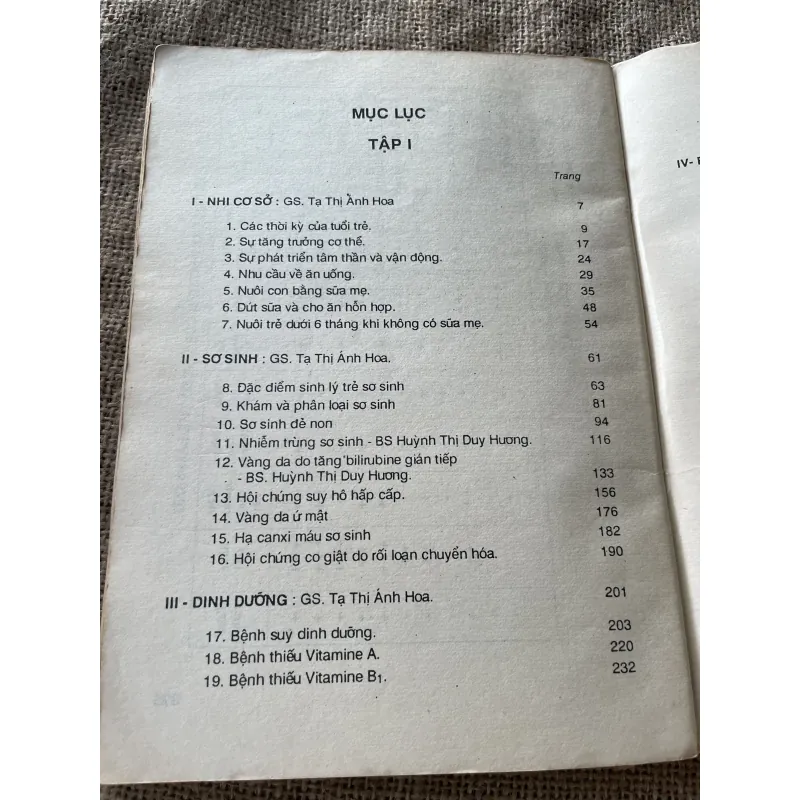 MỤC LỤC
TẬP I
Trang
I - NHI CƠ SỞ : GS. Tạ Thị Ánh Hoa 7
1. Các thời kỳ của tuổi trẻ. 9
2. Sự tăng trưởng cơ thể. 17
3. Sự phát triển tâm thần và vận động. 24
4. Nhu cầu về ăn uống. 29
5. Nuôi con bằng sữa mẹ. 35
6. Dứt sữa và cho ăn hỗn hợp. 48
7. Nuôi trẻ dưới 6 tháng khi không có sữa mẹ. 54
II - SƠ SINH : GS. Tạ Thị Ánh Hoa. 61
8. Đặc điểm sinh lý trẻ sơ sinh 63
9. Khám và phân loại sơ sinh 81
10. Sơ sinh đẻ non 94
11. Nhiễm trùng sơ sinh - BS Huỳnh Thị Duy Hương. 116
12. Vàng da do tăng bilirubine gián tiếp
- BS. Huỳnh Thị Duy Hương. 133
13. Hội chứng suy hô hấp cấp. 156
14. Vàng da ứ mật 176
15. Hạ canxi máu sơ sinh 182
16. Hội chứng co giật do rối loạn chuyển hóa. 190
III - DINH DƯỠNG : GS. Tạ Thị Ánh Hoa. 201
17. Bệnh suy dinh dưỡng. 203
18. Bệnh thiếu Vitamine A. 220
19. Bệnh thiếu Vitamine B1. 232
IV-